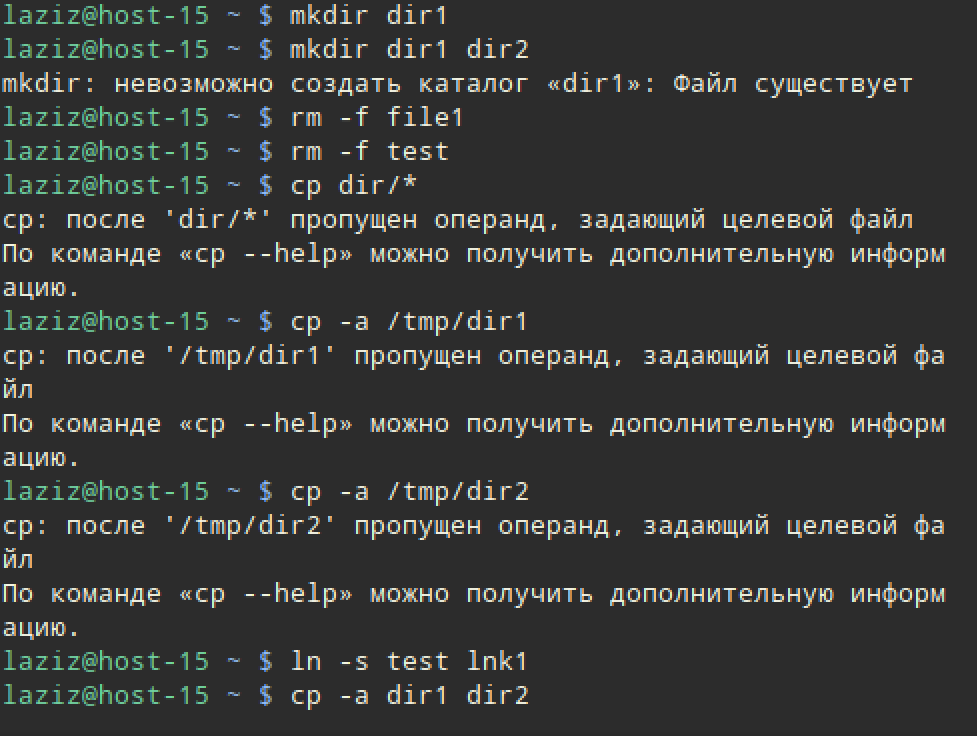 laziz@host-15 ~ $ mkdir dir1
laziz@host-15 ~ $ mkdir dir1 dir2
mkdir: невозможно создать каталог «dir1»: Файл существует
laziz@host-15 ~ $ rm -f file1
laziz@host-15 ~ $ rm -f test
laziz@host-15 ~ $ cp dir/*
cp: после 'dir/*' пропущен операнд, задающий целевой файл
По команде «cp --help» можно получить дополнительную информ
ацию.
laziz@host-15 ~ $ cp -a /tmp/dir1
cp: после '/tmp/dir1' пропущен операнд, задающий целевой фа
йл
По команде «cp --help» можно получить дополнительную информ
ацию.
laziz@host-15 ~ $ cp -a /tmp/dir2
cp: после '/tmp/dir2' пропущен операнд, задающий целевой фа
йл
По команде «cp --help» можно получить дополнительную информ
ацию.
laziz@host-15 ~ $ ln -s test lnk1
laziz@host-15 ~ $ cp -a dir1 dir2